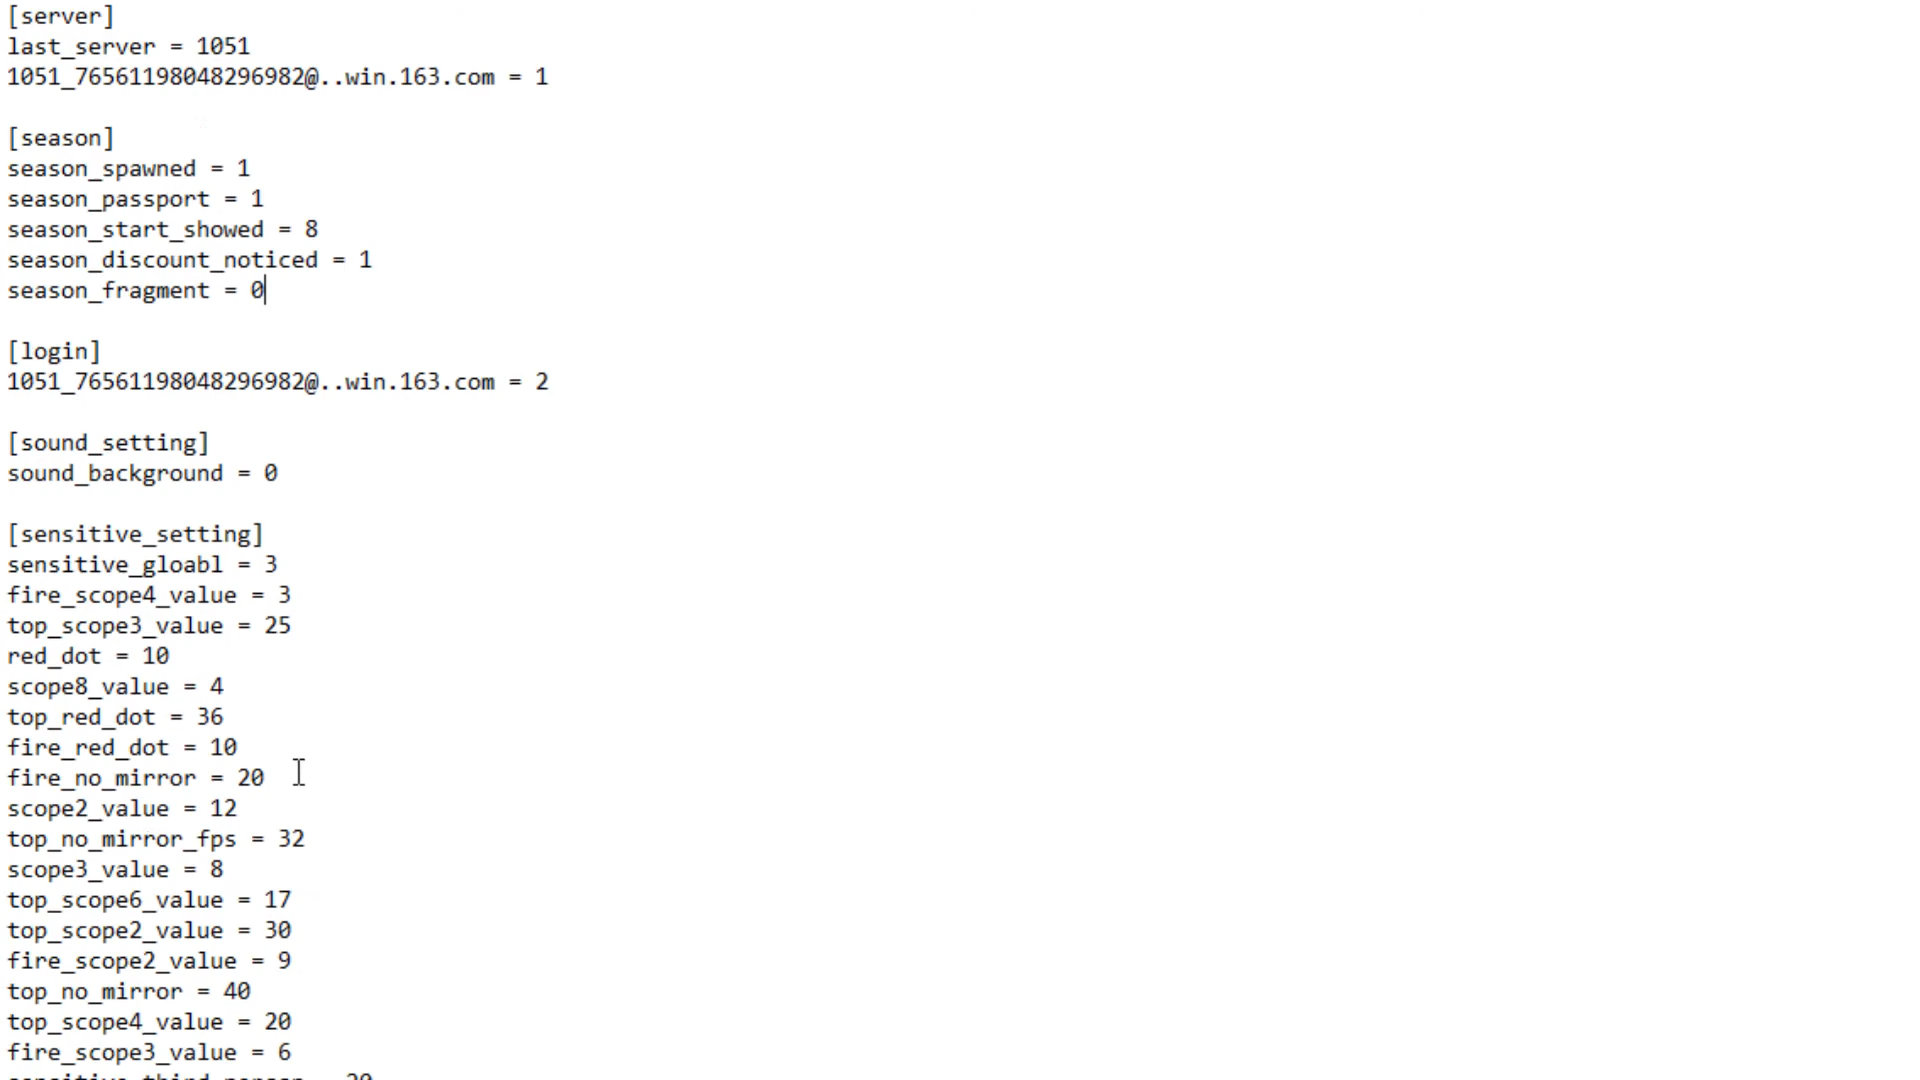 [server]
last_server = 1051
1051_76561198048296982@..win.163.com = 1
[season]
season_spawned = 1
season_passport = 1
season_start_showed = 8
season_discount_noticed = 1
season_fragment = 0
[login]
1051_76561198048296982@..win.163.com = 2
[sound_setting]
sound_background = 0
[sensitive_setting]
sensitive_gloabl = 3
fire_scope4_value = 3
top_scope3_value = 25
red_dot = 10
scope8_value = 4
top_red_dot = 36
fire_red_dot = 10
fire_no_mirror = 20
scope2_value = 12
top_no_mirror_fps = 32
scope3_value = 8
top_scope6_value = 17
top_scope2_value = 30
fire_scope2_value = 9
top_no_mirror = 40
top_scope4_value = 20
fire_scope3_value = 6